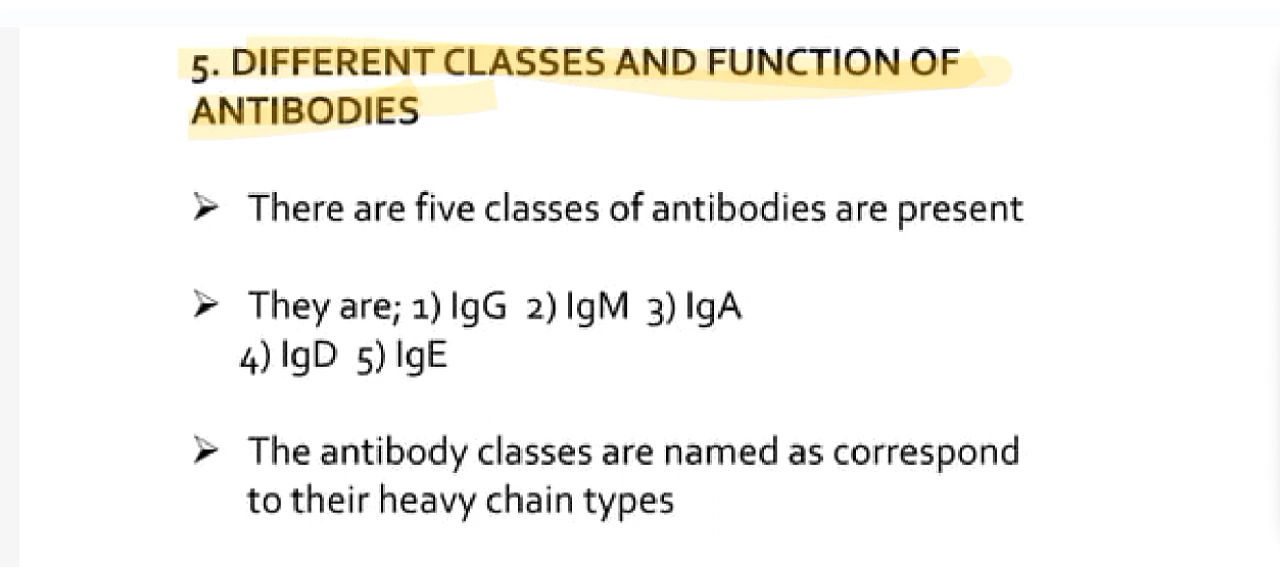 5. DIFFERENT CLASSES AND FUNCTION OF
ANTIBODIES
➢ There are five classes of antibodies are present
➢ They are; 1) IgG 2) IgM 3) IgA
4) IgD 5) IgE
➢ The antibody classes are named as correspond
to their heavy chain types